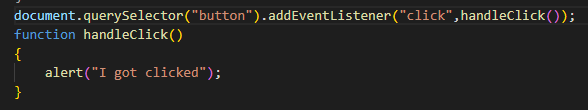 document.querySelector("button").addEventListener("click",handleClick());
function handleClick()
{
    alert("I got clicked");
}